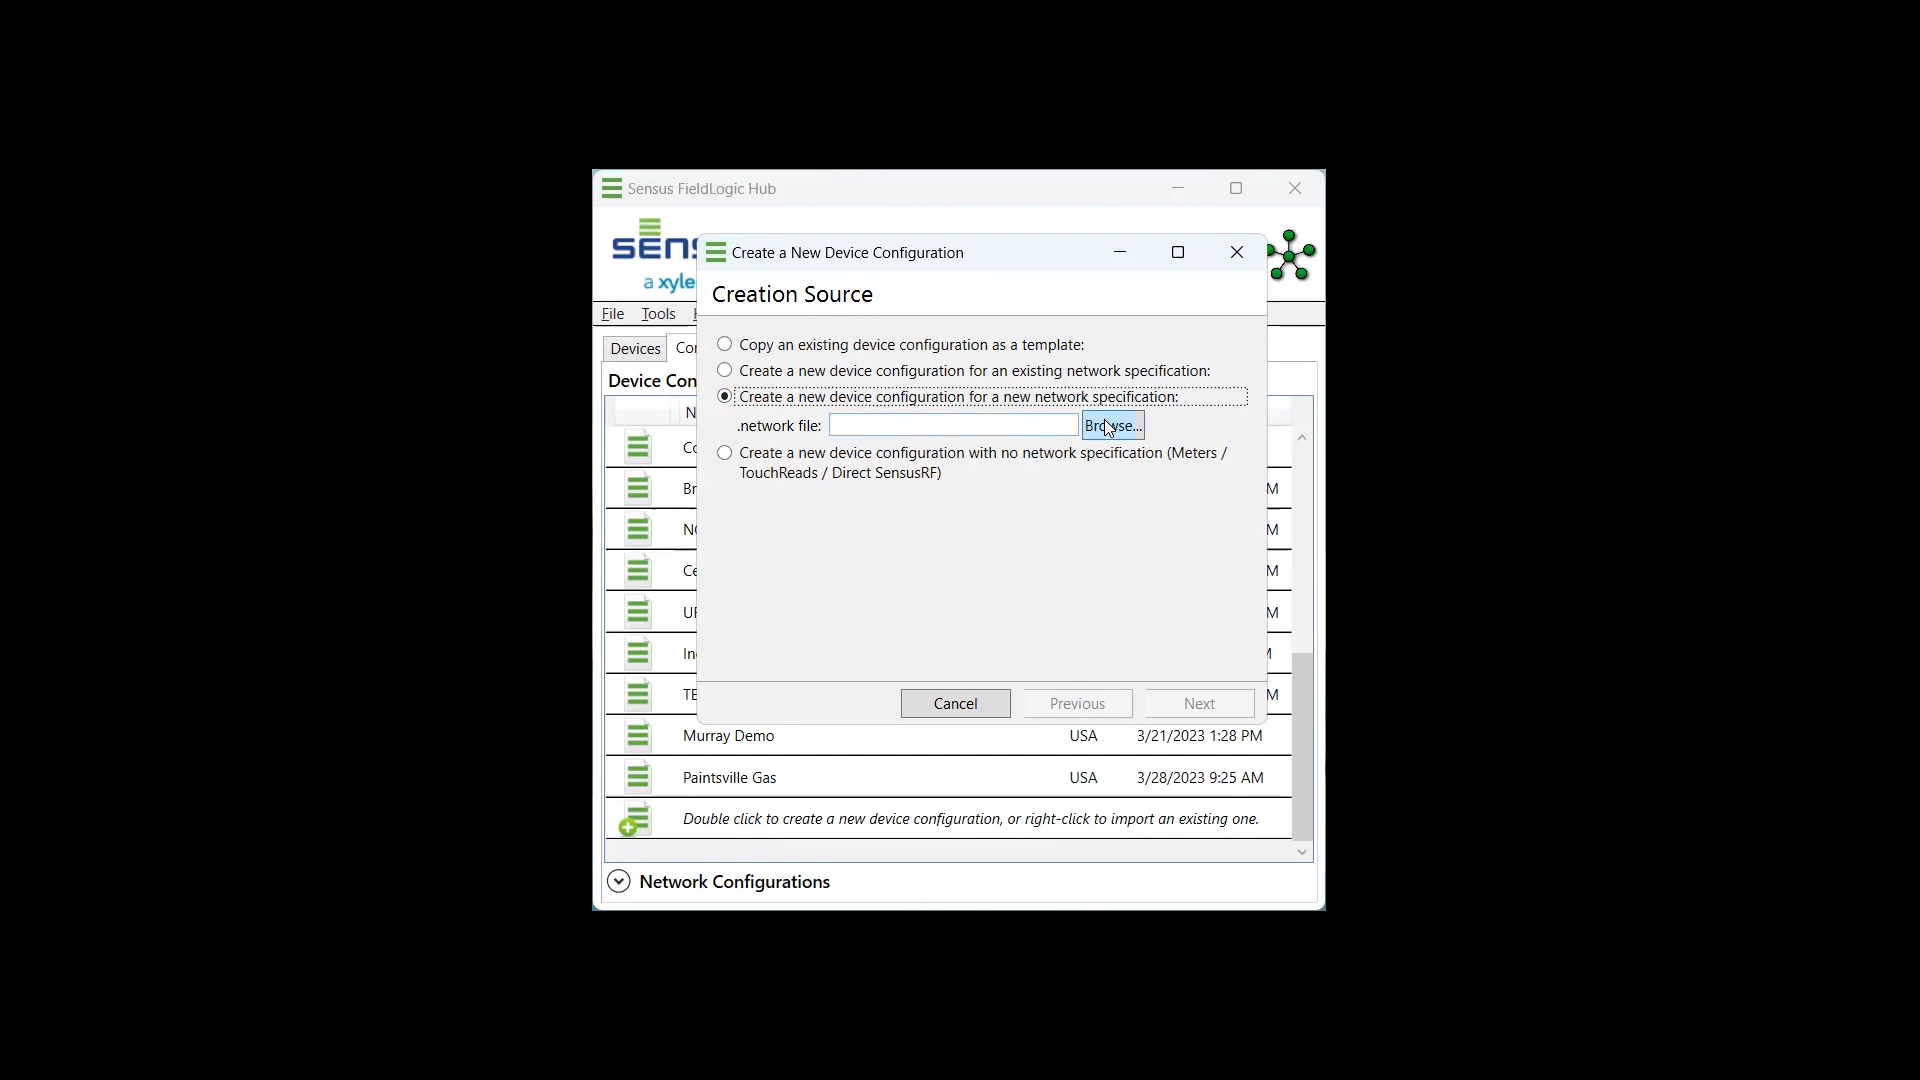 Sensus FieldLogic Hub
sens
a xyle
Create a New Device Configuration
Creation Source
File Tools
Devices
Device Con
Copy an existing device configuration as a template:
Create a new device configuration for an existing network specification:
Create a new device configuration for a new network specification:
.network file: Browse...
Create a new device configuration with no network specification (Meters /
TouchReads / Direct SensusRF)
Cancel Previous Next
Murray Demo USA 3/21/2023 1:28 PM
Paintsville Gas USA 3/28/2023 9:25 AM
Double click to create a new device configuration, or right-click to import an existing one.
Network Configurations